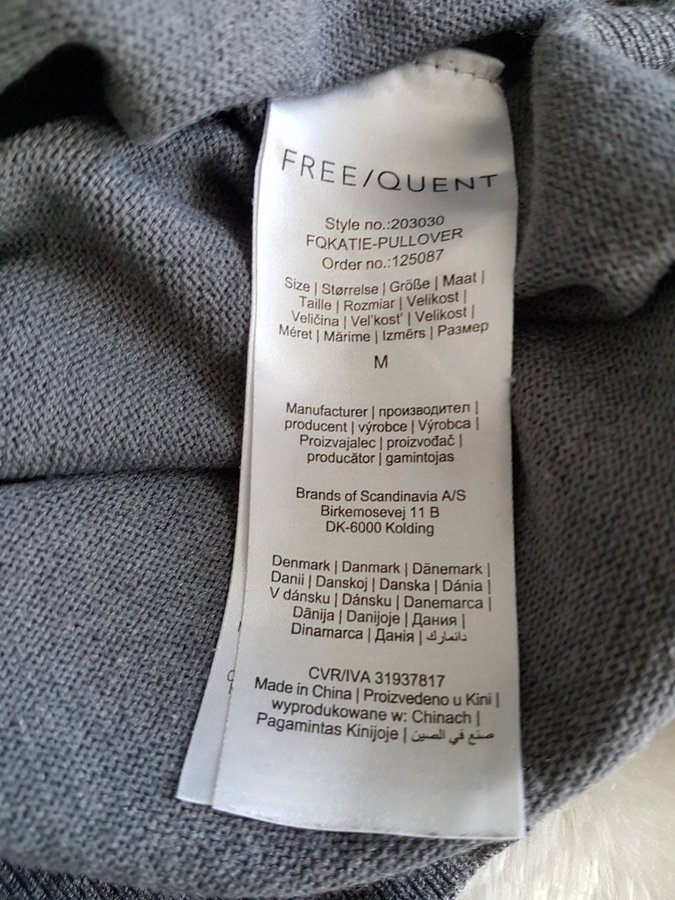 FREE/QUENT
Style no.:203030
FQKATIE-PULLOVER
Order no.:125087
Size | Størrelse | Größe | Maat |
Taille | Rozmiar | Velikost |
Veličina | Vel'kost' | Velikost |
Méret | Mărime | Izmērs | Размер
M
Manufacturer | производител |
producent | výrobce | Výrobca |
Proizvajalec | proizvođač |
producător | gamintojas
Brands of Scandinavia A/S
Birkemosevej 11 B
DK-6000 Kolding
Denmark | Danmark | Dänemark |
Danii | Danskoj | Danska | Dánia |
V dánsku | Dánsku | Danemarca |
Dānija | Danijoje | Дания |
Dinamarca | Данія | دانمارك
CVR/IVA 31937817
Made in China | Proizvedeno u Kini |
wyprodukowane w: Chinach |
Pagamintas Kinijoje | صنع في الصين